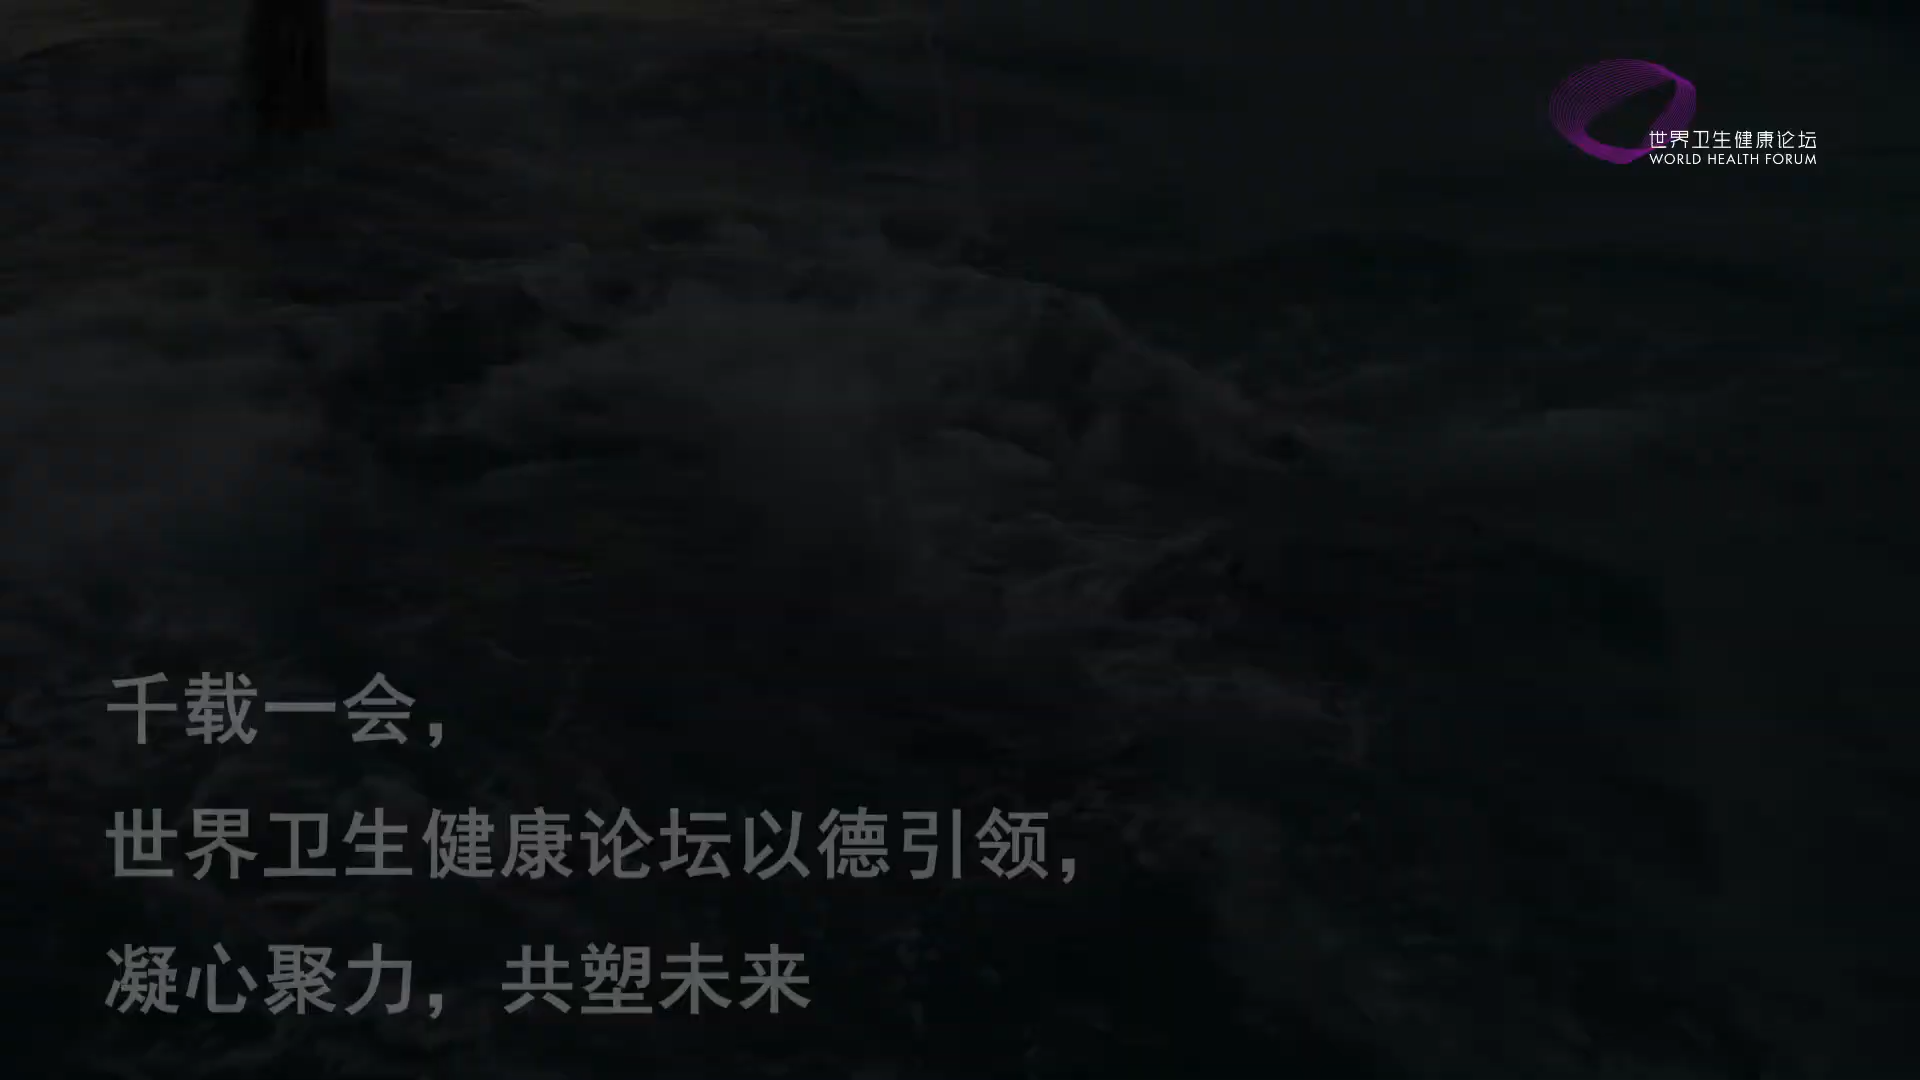 世界卫生健康论坛
WORLD HEALTH FORUM
千载一会，
世界卫生健康论坛以德引领，
凝心聚力，共塑未来